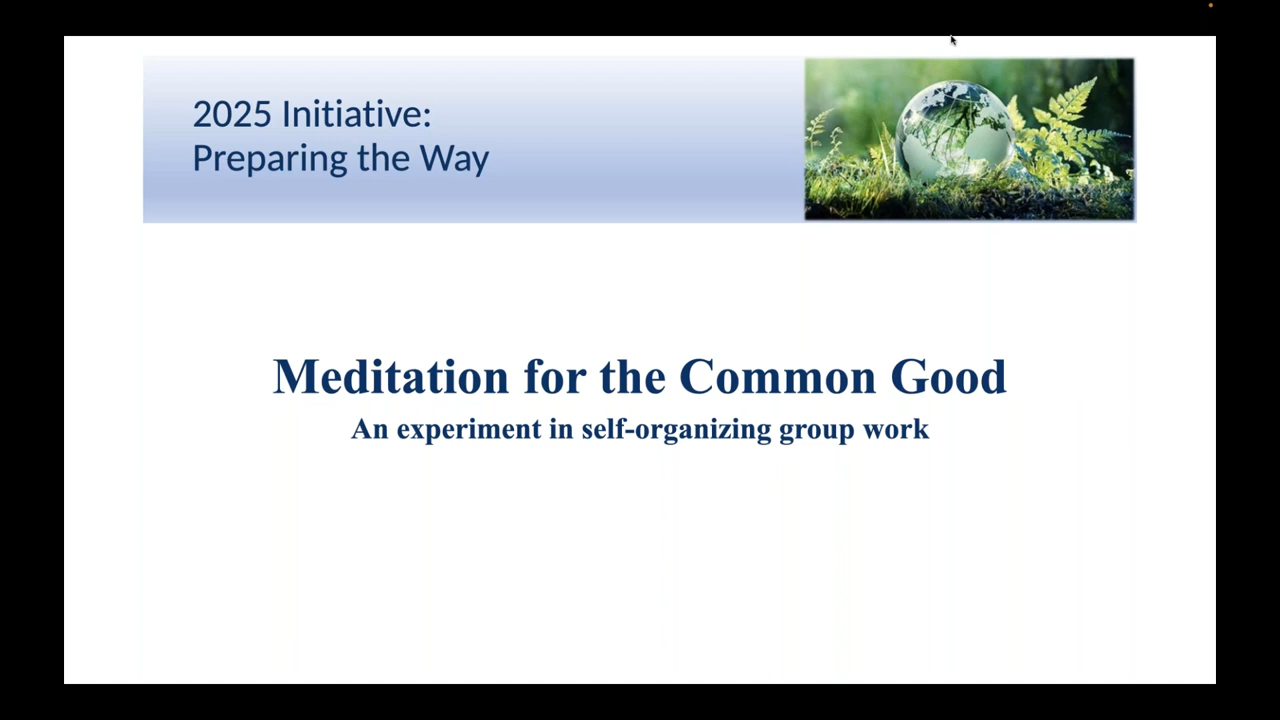 2025 Initiative:
Preparing the Way
Meditation for the Common Good
An experiment in self-organizing group work